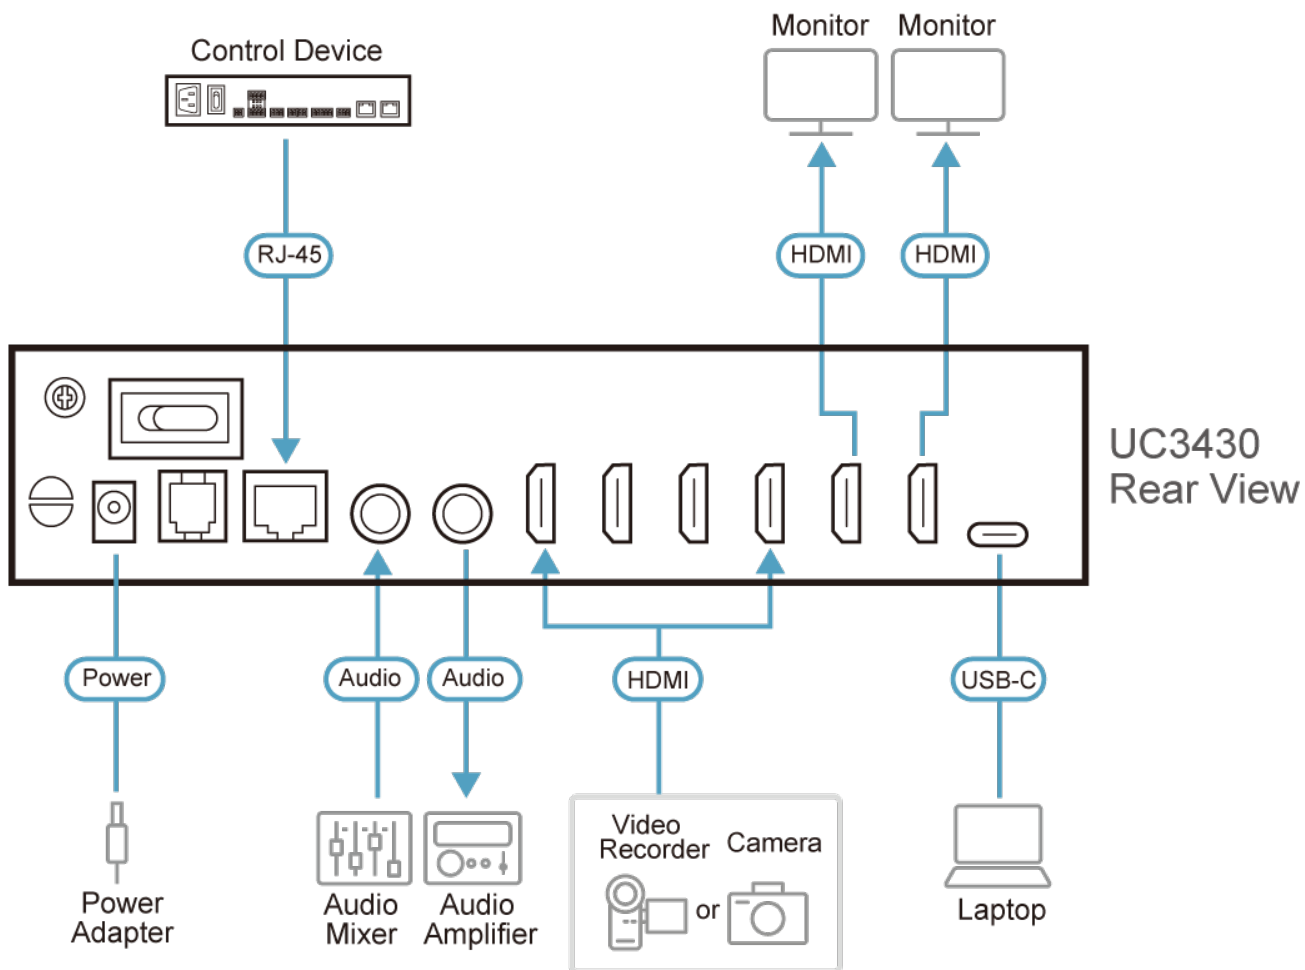 Control Device
Monitor
Monitor
RJ-45
HDMI
HDMI
UC3430
Rear View
Power
Audio
Audio
HDMI
USB-C
Power
Adapter
Audio
Mixer
Audio
Amplifier
Video
Recorder
or
Camera
Laptop